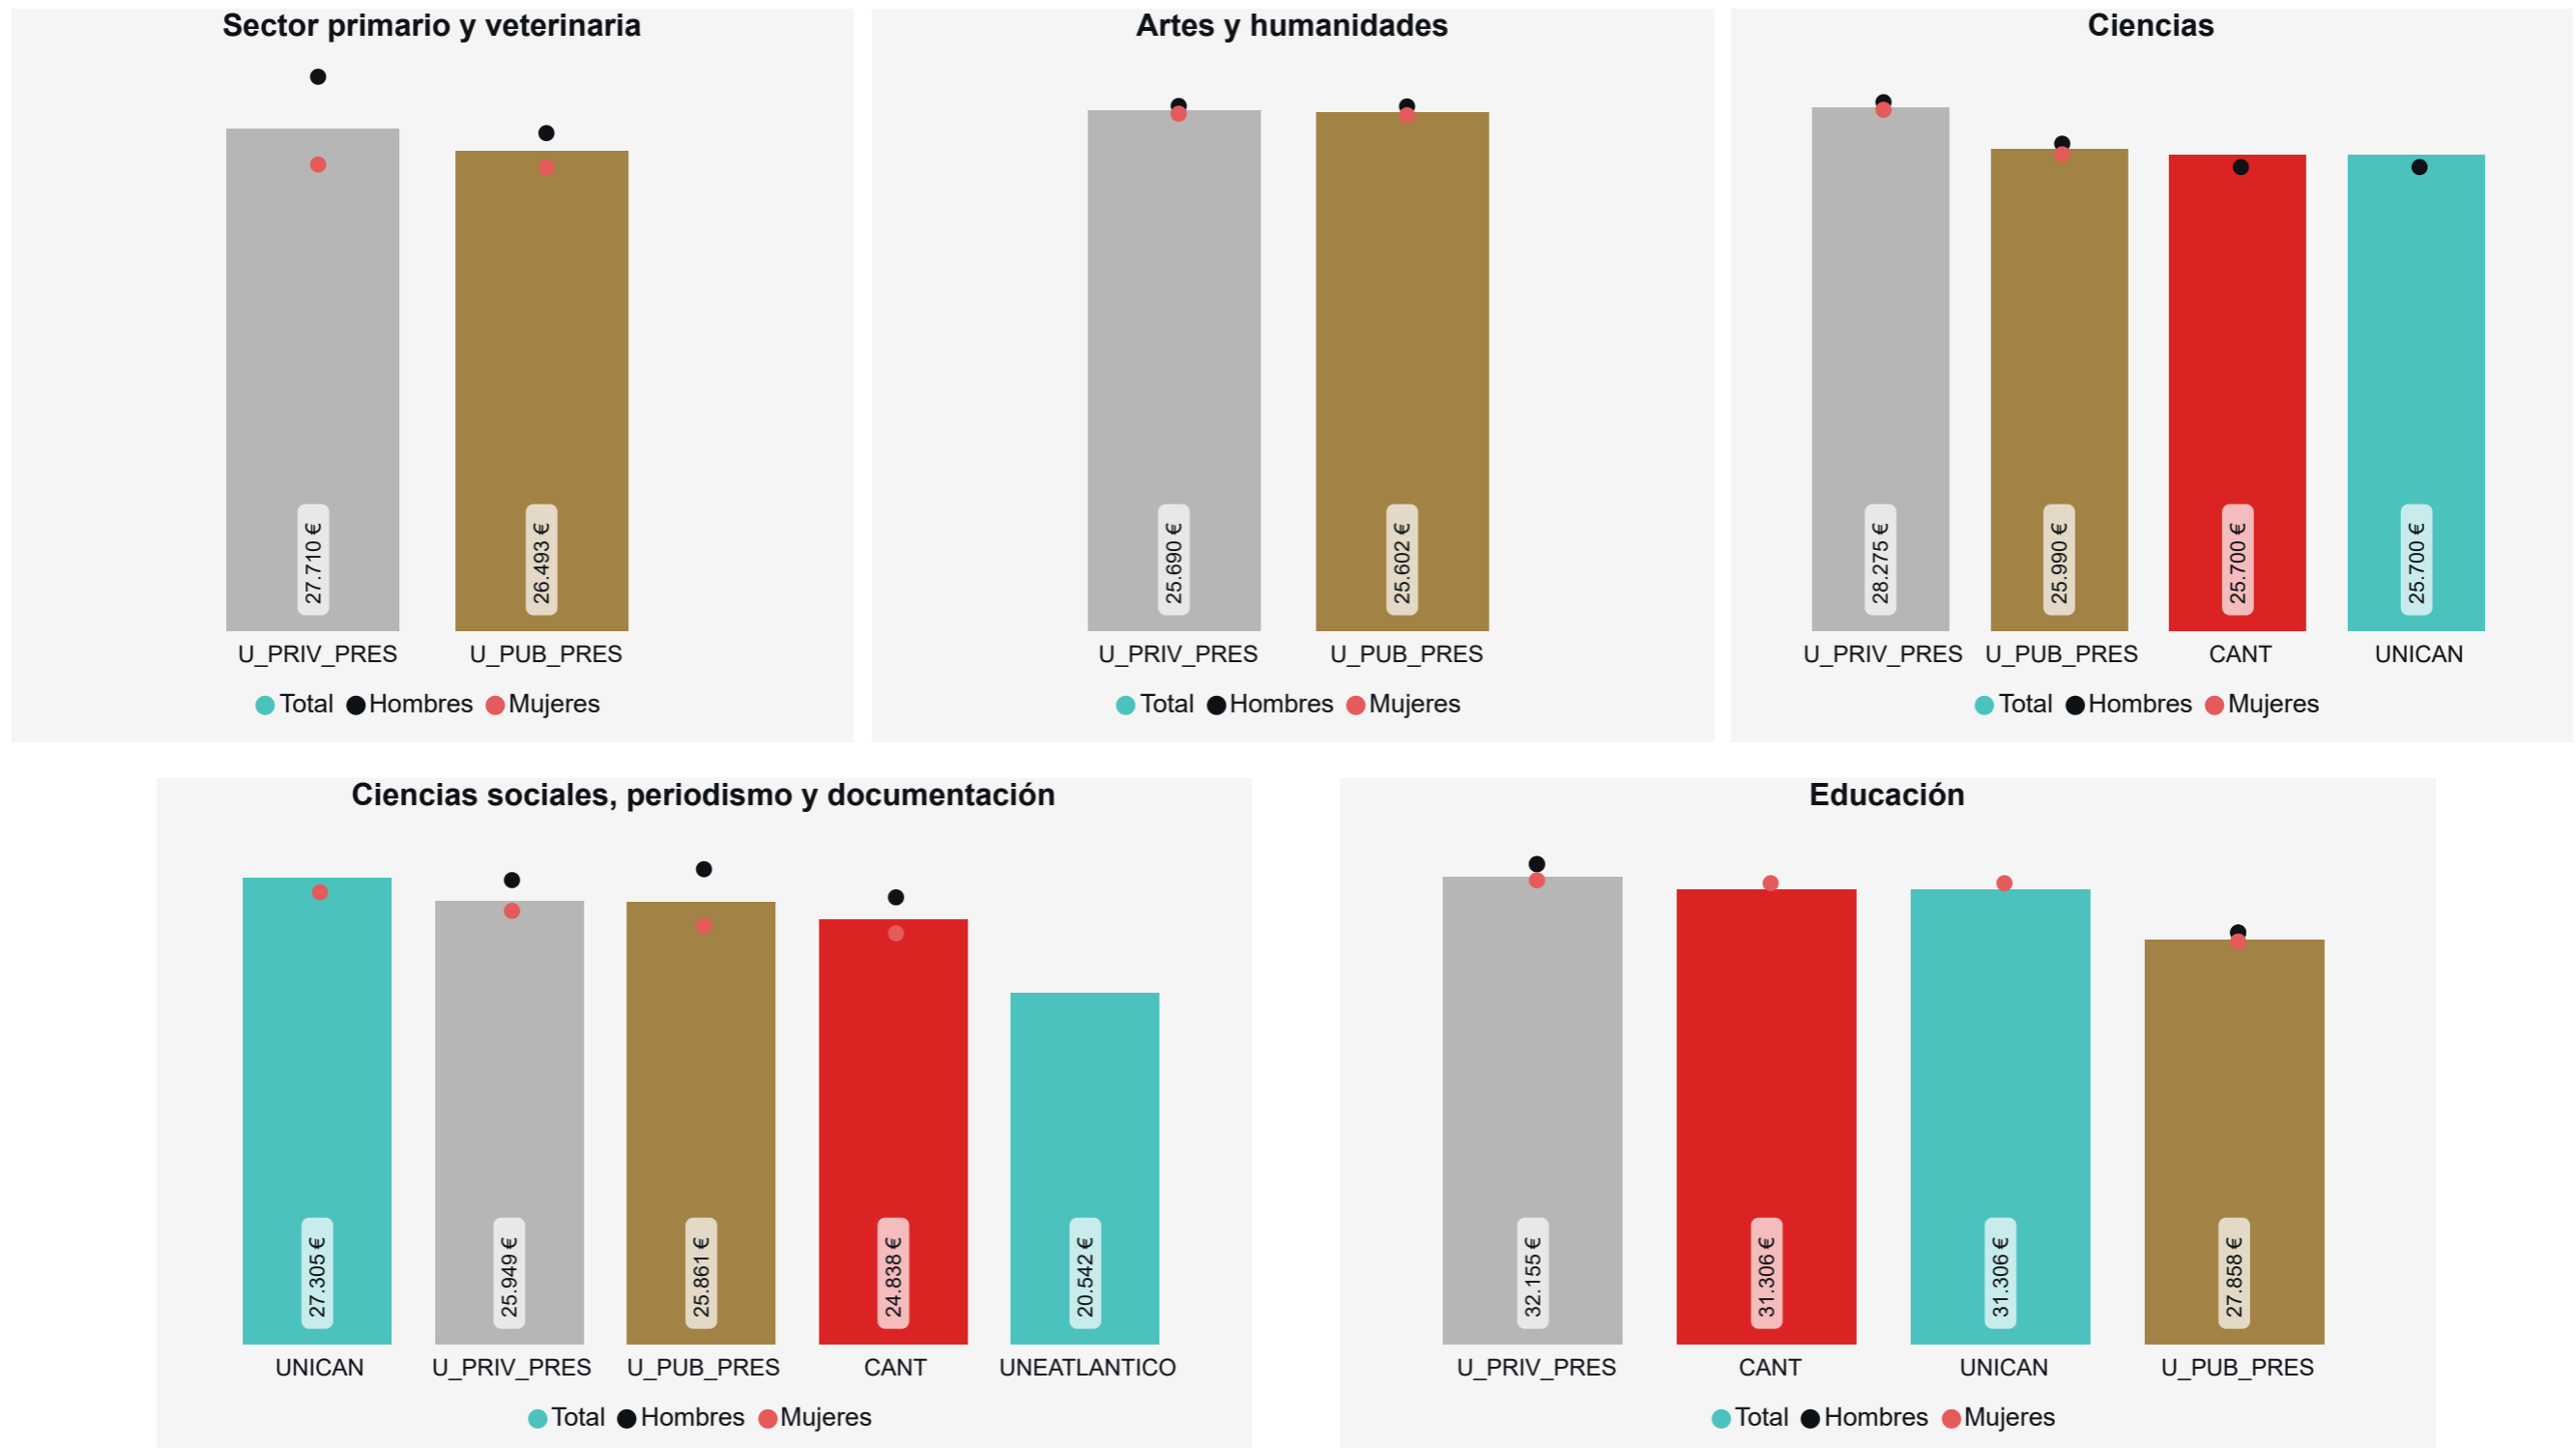 Sector primario y veterinaria
27.710 €
26.493 €
U_PRIV_PRES U_PUB_PRES
Total Hombres Mujeres
Artes y humanidades
25.690 €
25.602 €
U_PRIV_PRES U_PUB_PRES
Total Hombres Mujeres
Ciencias
28.275 €
25.990 €
25.700 €
25.700 €
U_PRIV_PRES U_PUB_PRES CANT UNICAN
Total Hombres Mujeres
Ciencias sociales, periodismo y documentación
27.305 €
25.949 €
25.861 €
24.838 €
20.542 €
UNICAN U_PRIV_PRES U_PUB_PRES CANT UNEATLANTICO
Total Hombres Mujeres
Educación
32.155 €
31.306 €
31.306 €
27.858 €
U_PRIV_PRES CANT UNICAN U_PUB_PRES
Total Hombres Mujeres